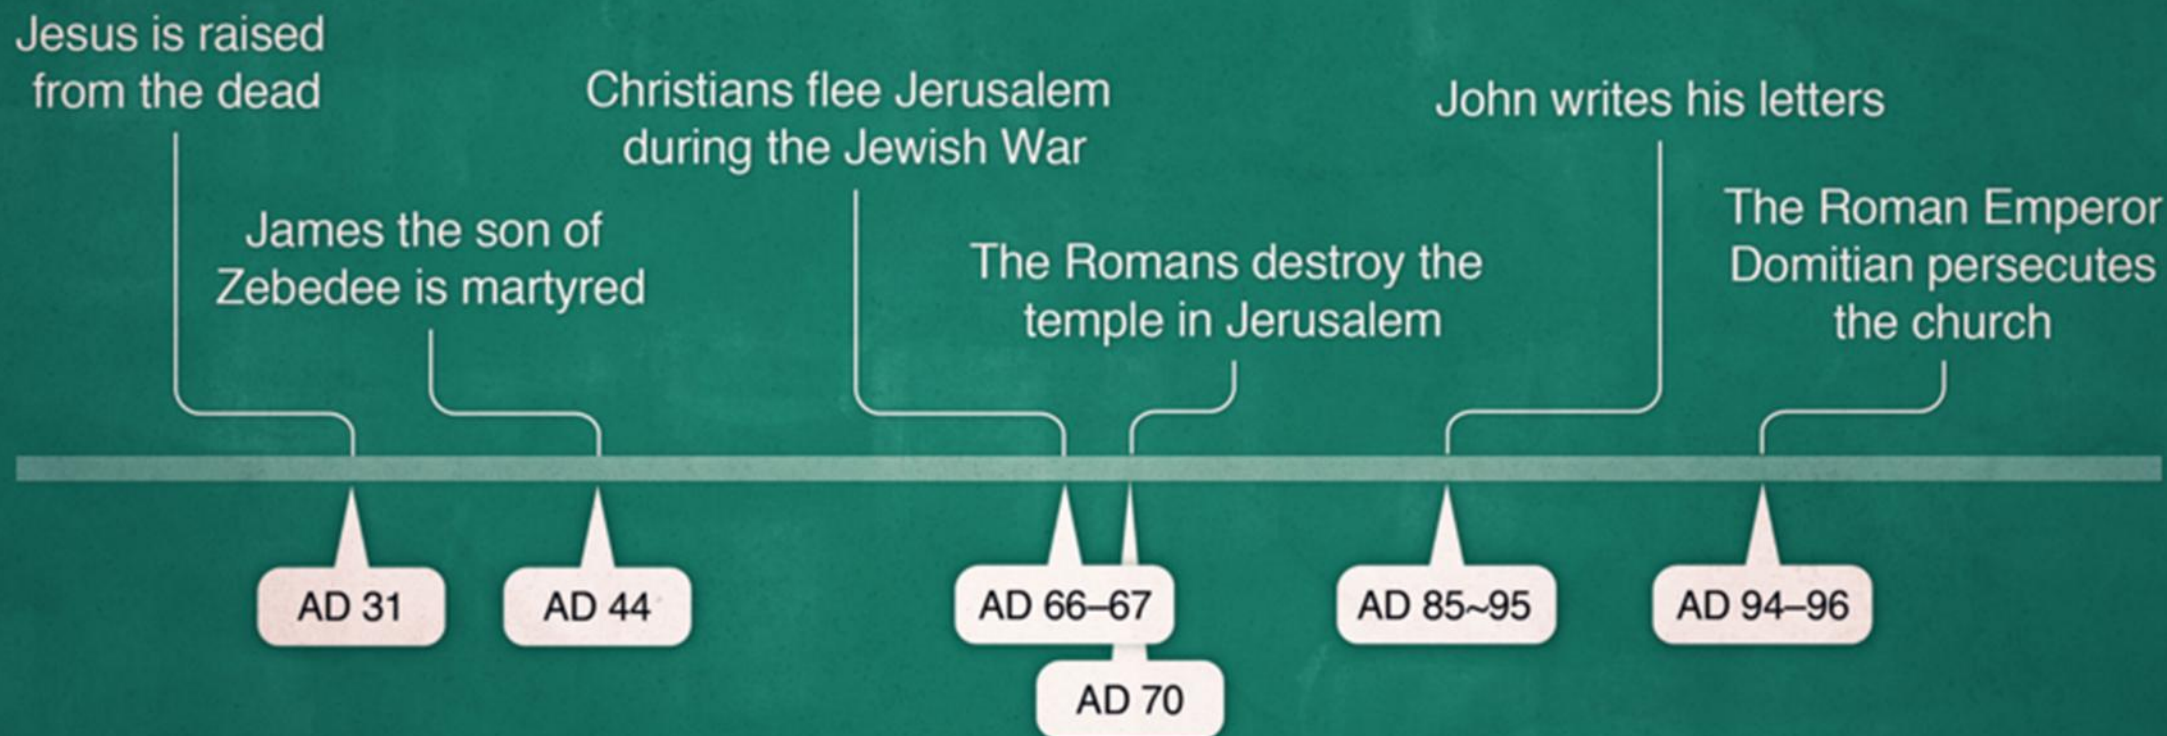 Jesus is raised
from the dead
James the son of
Zebedee is martyred
Christians flee Jerusalem
during the Jewish War
The Romans destroy the
temple in Jerusalem
John writes his letters
The Roman Emperor
Domitian persecutes
the church
AD 31
AD 44
AD 66–67
AD 70
AD 85~95
AD 94–96